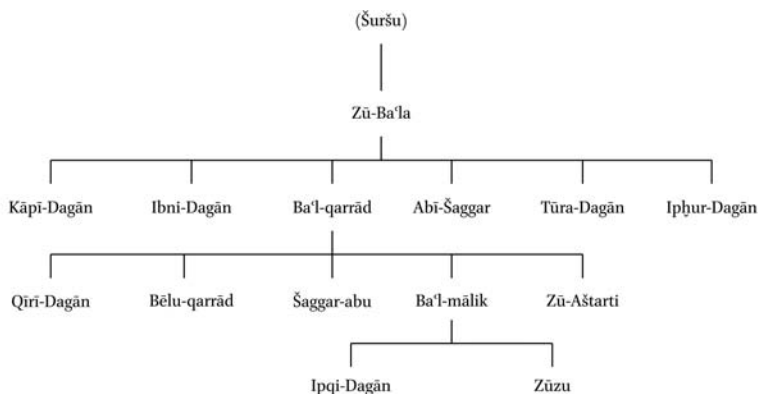 (Šuršu)
Zū-Baʿla
Kāpī-Dagān Ibni-Dagān Baʿl-qarrād Abī-Šaggar Tūra-Dagān Ipḫur-Dagān
Qīrī-Dagān Bēlu-qarrād Šaggar-abu Baʿl-mālik Zū-Aštarti
Ipqi-Dagān Zūzu